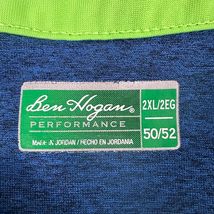 Ben Hogan®
PERFORMANCE
2XL/2EG
50/52
MADE IN JORDAN / HECHO EN JORDANIA